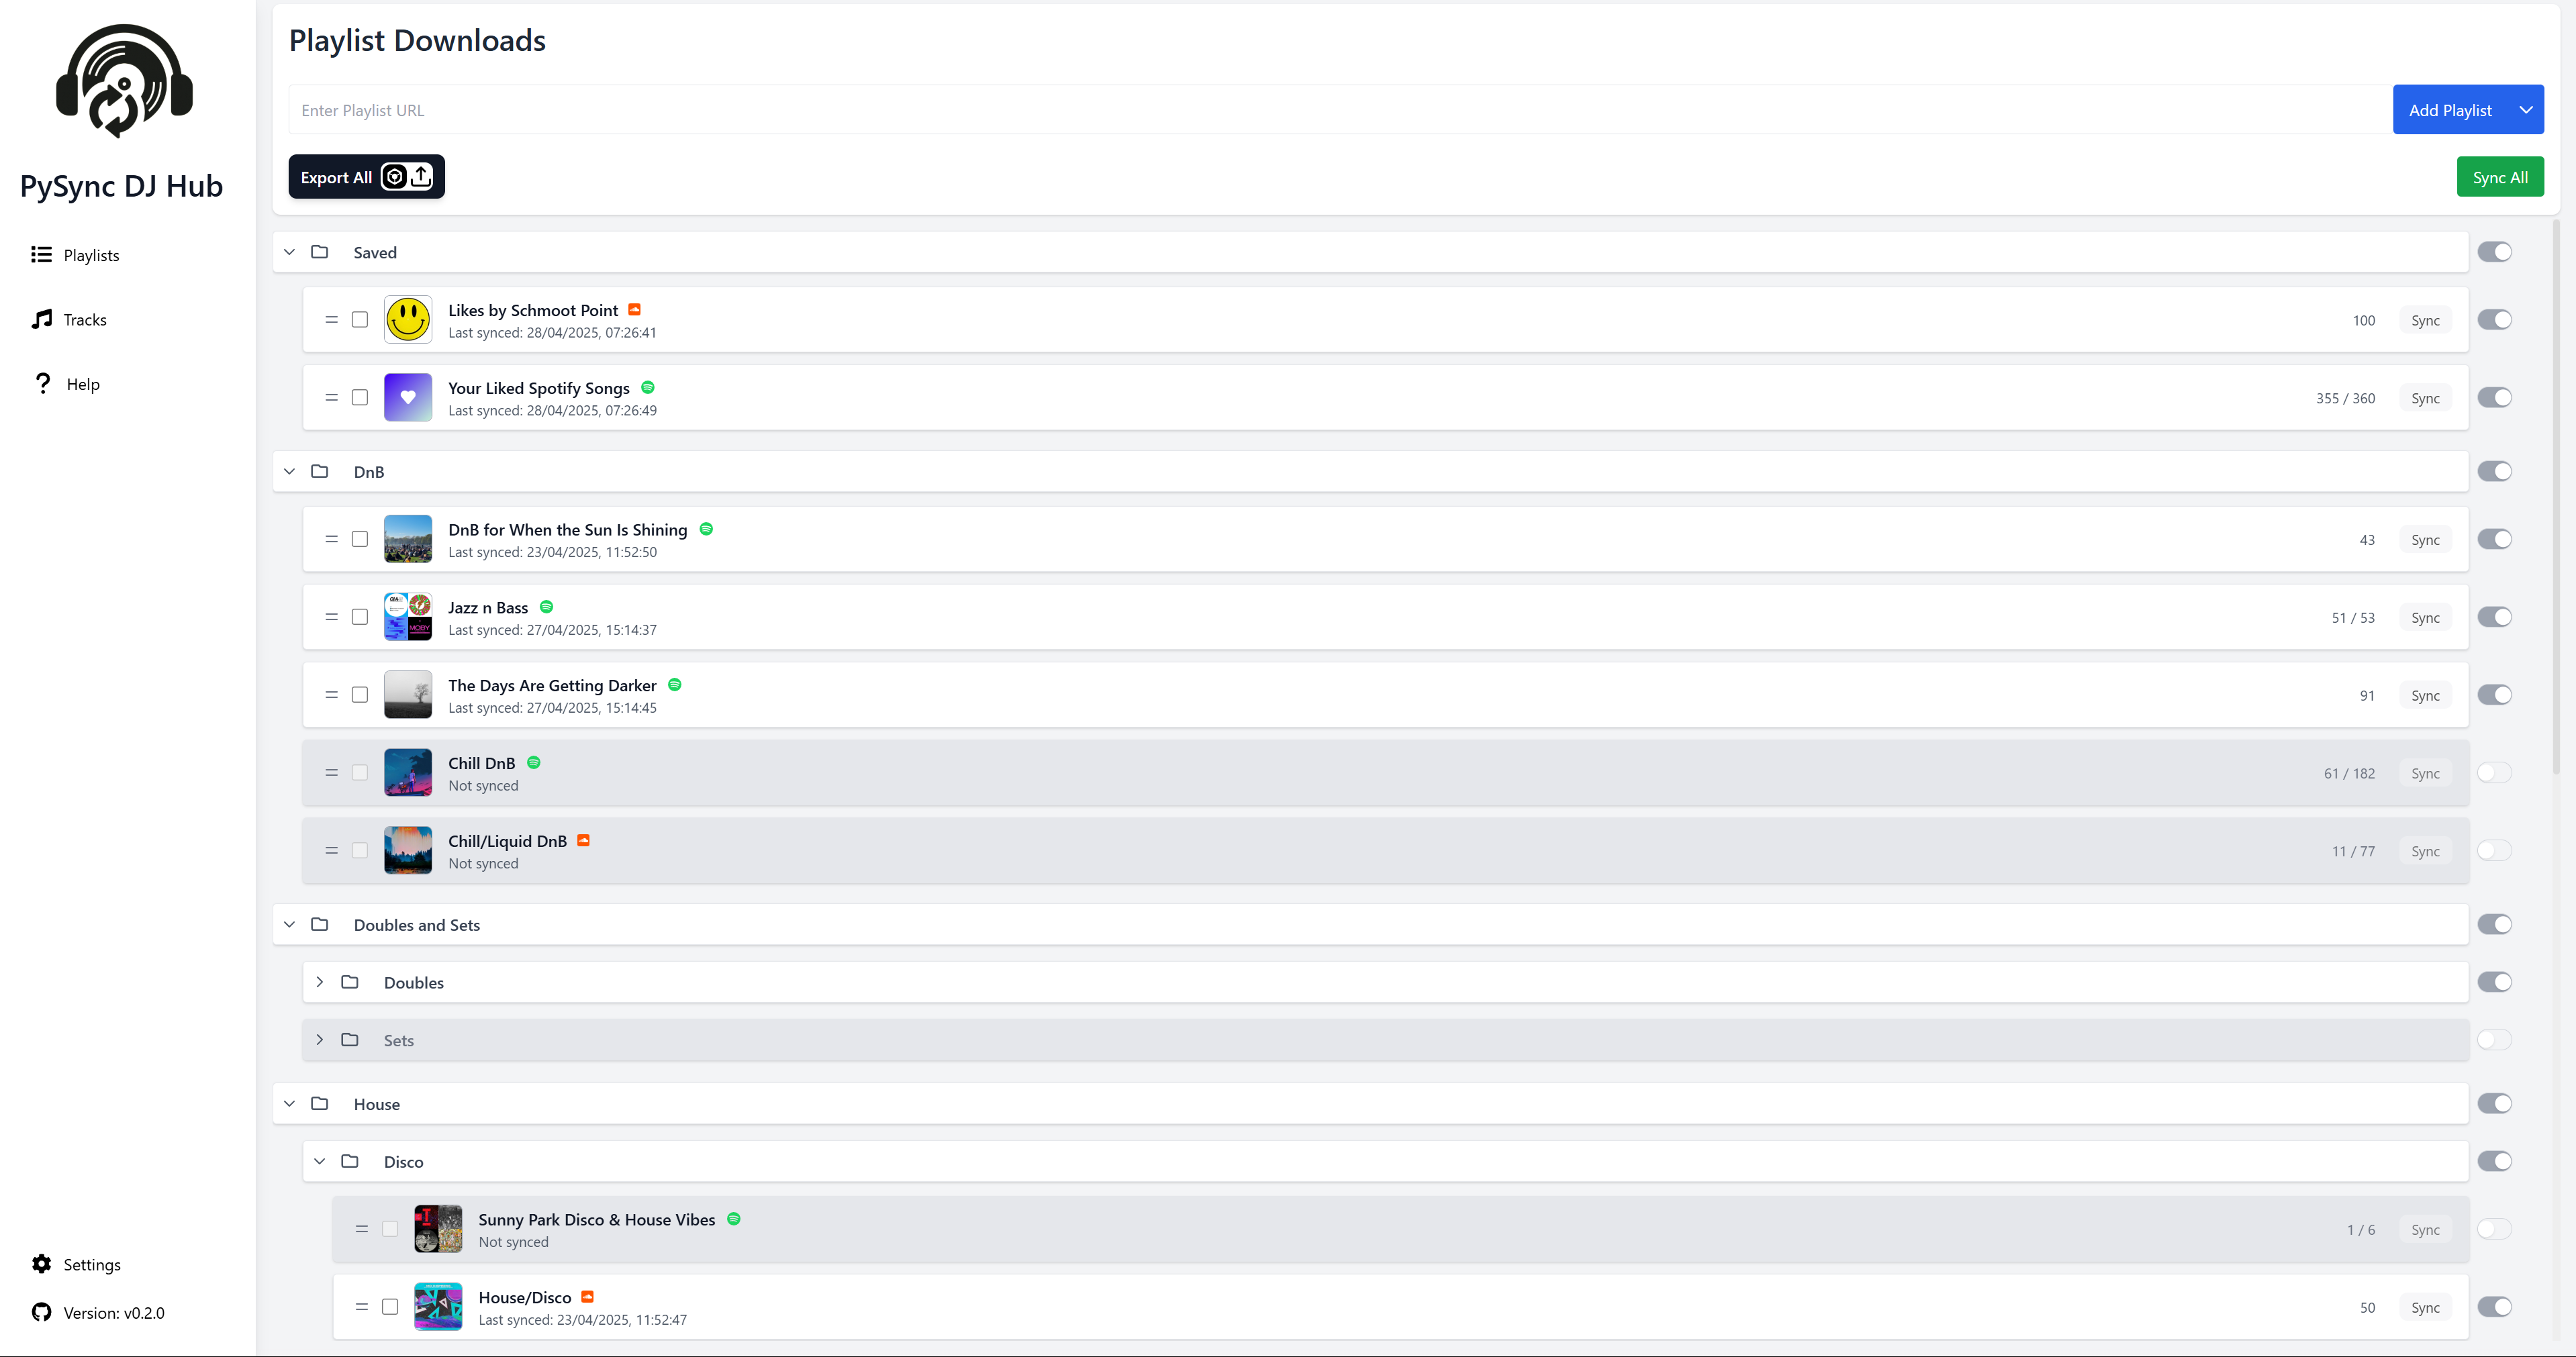 PySync DJ Hub
Playlists
Tracks
Help
Settings
Version: v0.2.0
Playlist Downloads
Enter Playlist URL
Add Playlist
Export All
Sync All
Saved
Likes by Schmoot Point
Last synced: 28/04/2025, 07:26:41
100
Sync
Your Liked Spotify Songs
Last synced: 28/04/2025, 07:26:49
355 / 360
Sync
DnB
DnB for When the Sun Is Shining
Last synced: 23/04/2025, 11:52:50
43
Sync
Jazz n Bass
Last synced: 27/04/2025, 15:14:37
51 / 53
Sync
The Days Are Getting Darker
Last synced: 27/04/2025, 15:14:45
91
Sync
Chill DnB
Not synced
61 / 182
Sync
Chill/Liquid DnB
Not synced
11 / 77
Sync
Doubles and Sets
Doubles
Sets
House
Disco
Sunny Park Disco & House Vibes
Not synced
1 / 6
Sync
House/Disco
Last synced: 23/04/2025, 11:52:47
50
Sync